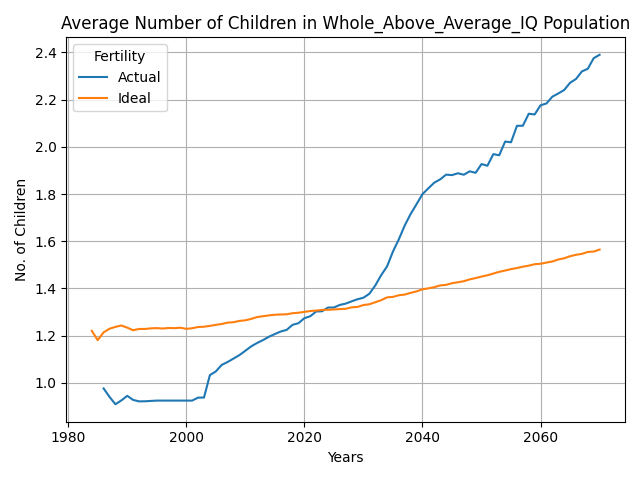 Average Number of Children in Whole_Above_Average_IQ Population
Fertility
Actual
Ideal
No. of Children
2.4
2.2
2.0
1.8
1.6
1.4
1.2
1.0
1980
2000
2020
2040
2060
Years